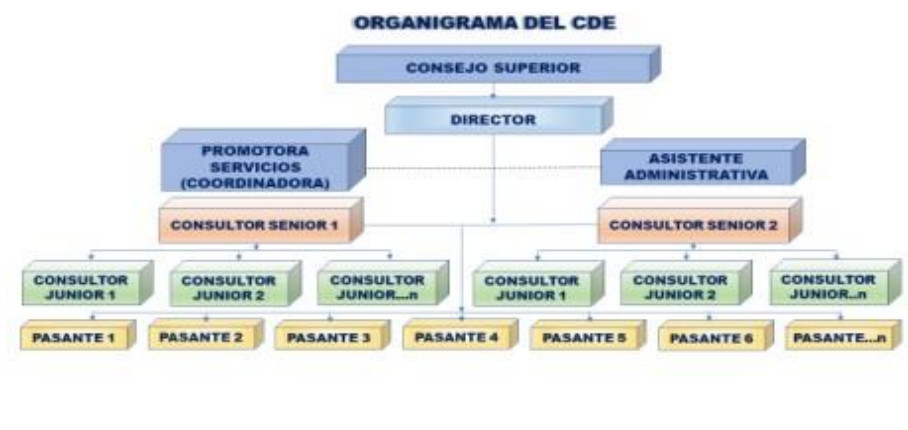 ORGANIGRAMA DEL CDE
CONSEJO SUPERIOR
DIRECTOR
PROMOTORA
SERVICIOS
(COORDINADORA)
ASISTENTE
ADMINISTRATIVA
CONSULTOR SENIOR 1
CONSULTOR SENIOR 2
CONSULTOR
JUNIOR 1
CONSULTOR
JUNIOR 2
CONSULTOR
JUNIOR....n
CONSULTOR
JUNIOR 1
CONSULTOR
JUNIOR 2
CONSULTOR
JUNIOR...n
PASANTE 1
PASANTE 2
PASANTE 3
PASANTE 4
PASANTE 5
PASANTE 6
PASANTE...n